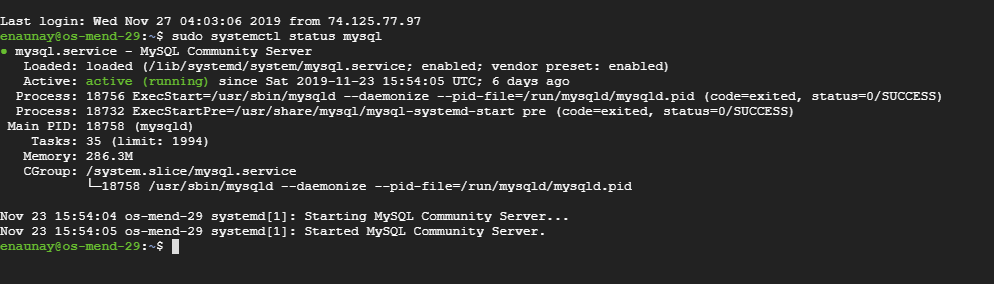 Last login: Wed Nov 27 04:03:06 2019 from 74.125.77.97
enaunay@os-mend-29:~$ sudo systemctl status mysql
● mysql.service - MySQL Community Server
   Loaded: loaded (/lib/systemd/system/mysql.service; enabled; vendor preset: enabled)
   Active: active (running) since Sat 2019-11-23 15:54:05 UTC; 6 days ago
  Process: 18756 ExecStart=/usr/sbin/mysqld --daemonize --pid-file=/run/mysqld/mysqld.pid (code=exited, status=0/SUCCESS)
  Process: 18732 ExecStartPre=/usr/share/mysql/mysql-systemd-start pre (code=exited, status=0/SUCCESS)
 Main PID: 18758 (mysqld)
    Tasks: 35 (limit: 1994)
   Memory: 286.3M
   CGroup: /system.slice/mysql.service
           └─18758 /usr/sbin/mysqld --daemonize --pid-file=/run/mysqld/mysqld.pid
Nov 23 15:54:04 os-mend-29 systemd[1]: Starting MySQL Community Server...
Nov 23 15:54:05 os-mend-29 systemd[1]: Started MySQL Community Server.
enaunay@os-mend-29:~$